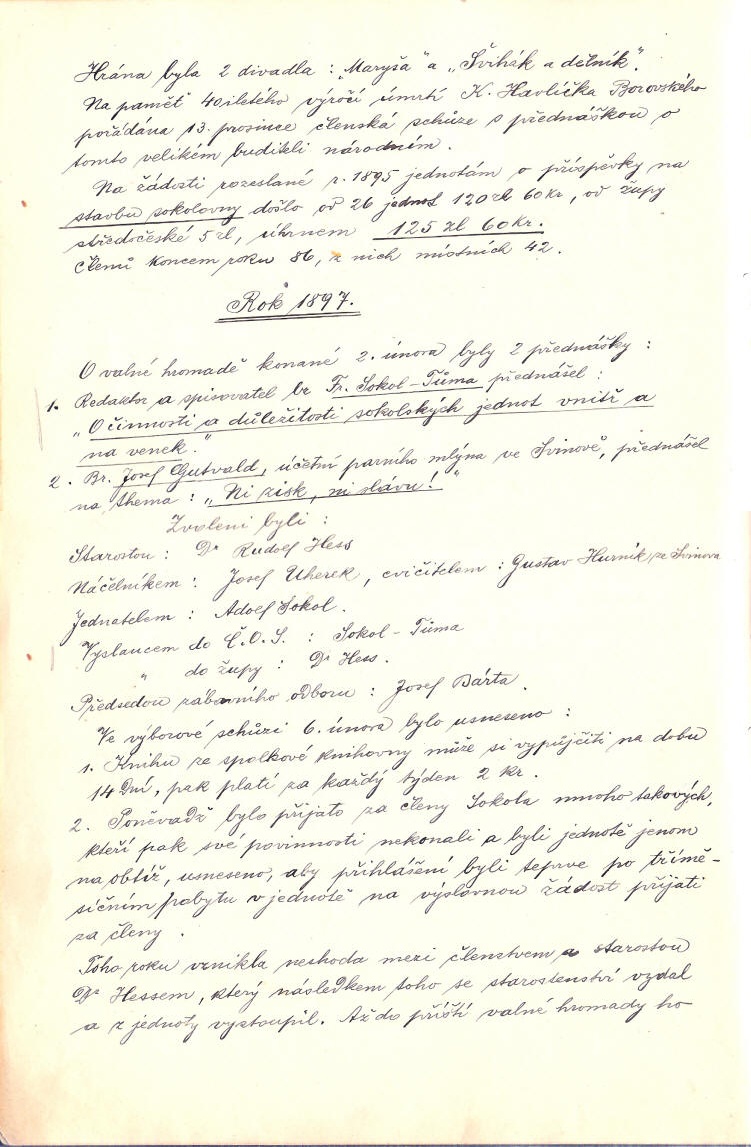 Hrána byla 2 divadla : „Maryša" a „Švihák a dětník".
Na paměť 40tiletého výročí úmrtí K. Havlíčka Borovského
pořádána 13. prosince členská schůze s přednáškou o
tomto velikém buditeli národním.
Na žádosti rozeslané r. 1895 jednotám o příspěvky na
stavbu sokolovny došlo od 26 jednot 120 zl 60 kr, od župy
středočeské 5 zl, úhrnem 125 zl 60 kr.
Členů koncem roku 86, z nich místních 42.
Rok 1897.
O valné hromadě konané 2. února byly 2 přednášky :
1. Redaktor a spisovatel br Fr. Sokol-Tůma přednášel :
„O činnosti a důležitosti sokolských jednot vnitř a
na venek."
2. Br. Josef Gutvald, účetní parního mlýna ve Svinově, přednášel
na thema : „Ni zisk, ni slávu!"
Zvoleni byli :
Starostou : Dr Rudolf Hess
Náčelníkem : Josef Uherek, cvičitelem : Gustav Hurník, ze Svinova
Jednatelem : Adolf Sokol.
Vyslancem do Č.O.S. : Sokol-Tůma
„ do župy : Dr Hess.
Předsedou zábavního odboru : Josef Bárta.
Ve výborové schůzi 6. února bylo usneseno :
1. Knihu ze spolkové knihovny může si vypůjčiti na dobu
14 dní, pak platí za každý týden 2 kr.
2. Poněvadž bylo přijato za členy Sokola mnoho takových,
kteří pak své povinnosti nekonali a byli jednotě jenom
na obtíž, usneseno, aby přihlášení byli teprve po třímě-
síčním pobytu v jednotě na výslovnou žádost přijati
za členy.
Toho roku vznikla neshoda mezi členstvem a starostou
Dr Hessem, který následkem toho se starostenství vzdal
a z jednoty vystoupil. Až do příští valné hromady ho